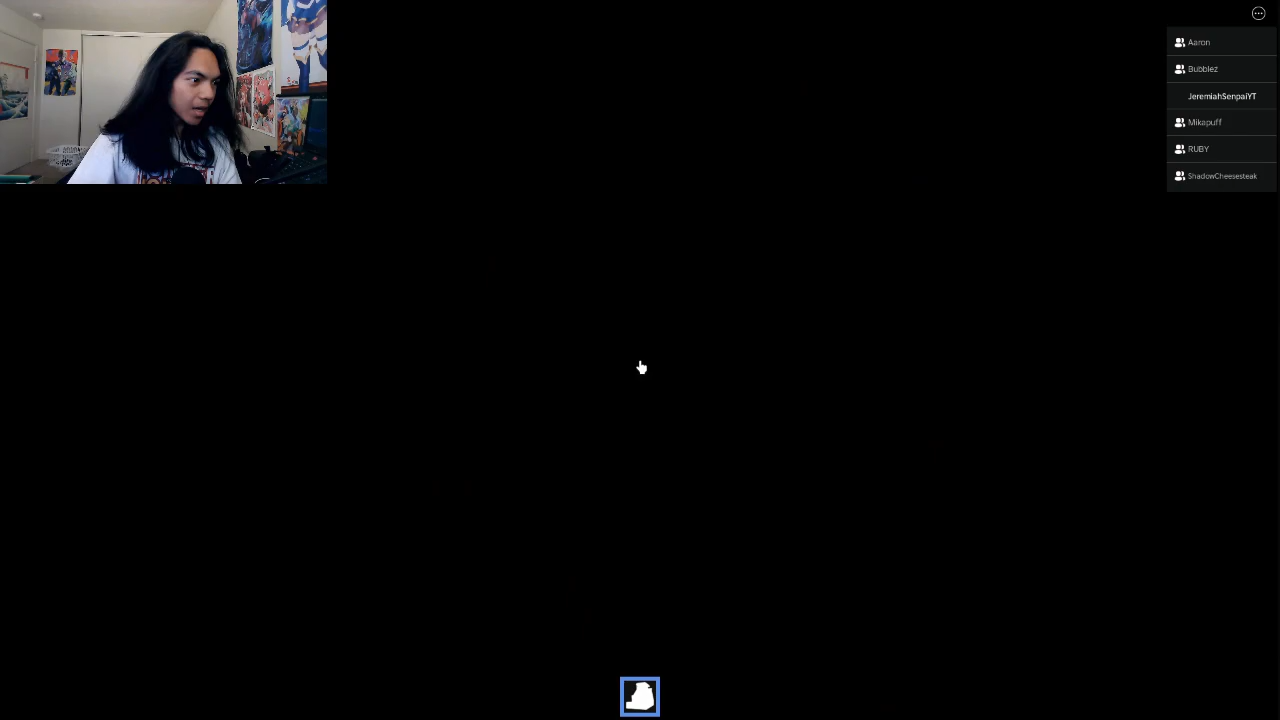 Aaron
Bubblez
JeremiahSenpaiYT
Mikapuff
RUBY
ShadowCheesesteak